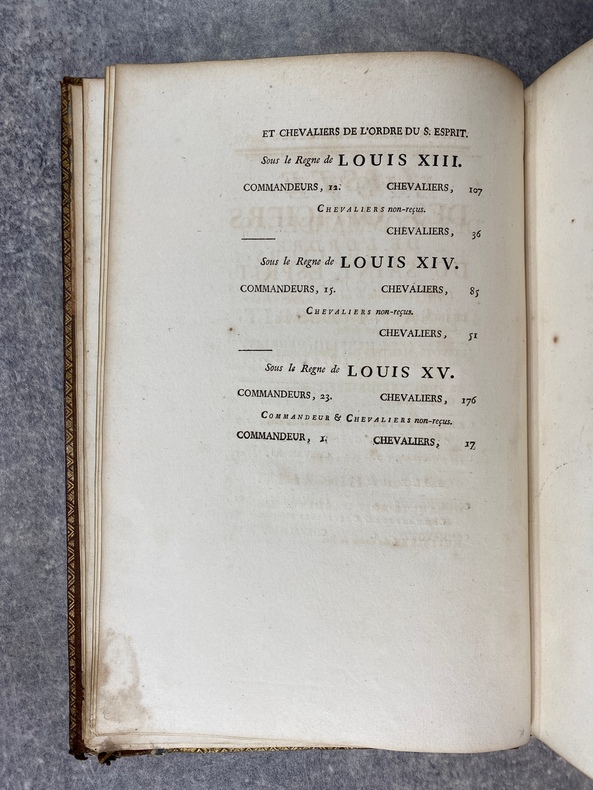 ET CHEVALIERS DE L'ORDRE DU S. ESPRIT.
Sous le Regne de LOUIS XIII.
COMMANDEURS, 12. CHEVALIERS, 107
CHEVALIERS non-reçus.
CHEVALIERS, 36
Sous le Regne de LOUIS XIV.
COMMANDEURS, 15. CHEVALIERS, 85
CHEVALIERS non-reçus.
CHEVALIERS, 51
Sous le Regne de LOUIS XV.
COMMANDEURS, 23. CHEVALIERS, 176
COMMANDEUR & CHEVALIERS non-reçus.
COMMANDEUR, 1. CHEVALIERS, 17